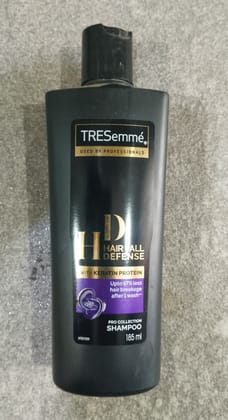 TRESemmé
USED BY PROFESSIONALS
HD
HAIR FALL
DEFENSE
WITH KERATIN PROTEIN
Upto 97% less
hair breakage
after 1 wash**
PRO COLLECTION
SHAMPOO
185 ml